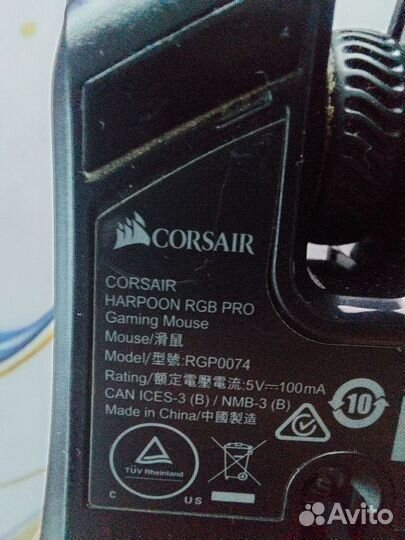 CORSAIR
CORSAIR
HARPOON RGB PRO
Gaming Mouse
Mouse/滑鼠
Model/型號:RGP0074
Rating/額定電壓電流:5V⎓100mA
CAN ICES-3 (B) / NMB-3 (B)
Made in China/中國製造
10
TÜV Rheinland
C US
Avito